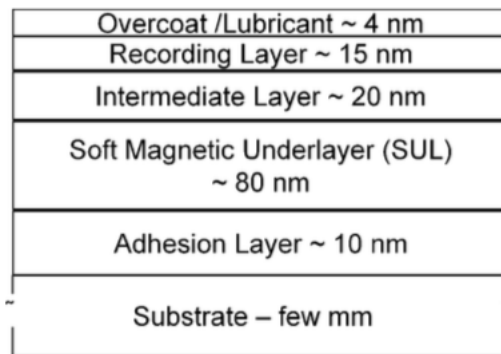 Overcoat /Lubricant ~ 4 nm
Recording Layer ~ 15 nm
Intermediate Layer ~ 20 nm
Soft Magnetic Underlayer (SUL)
~ 80 nm
Adhesion Layer ~ 10 nm
~
Substrate – few mm